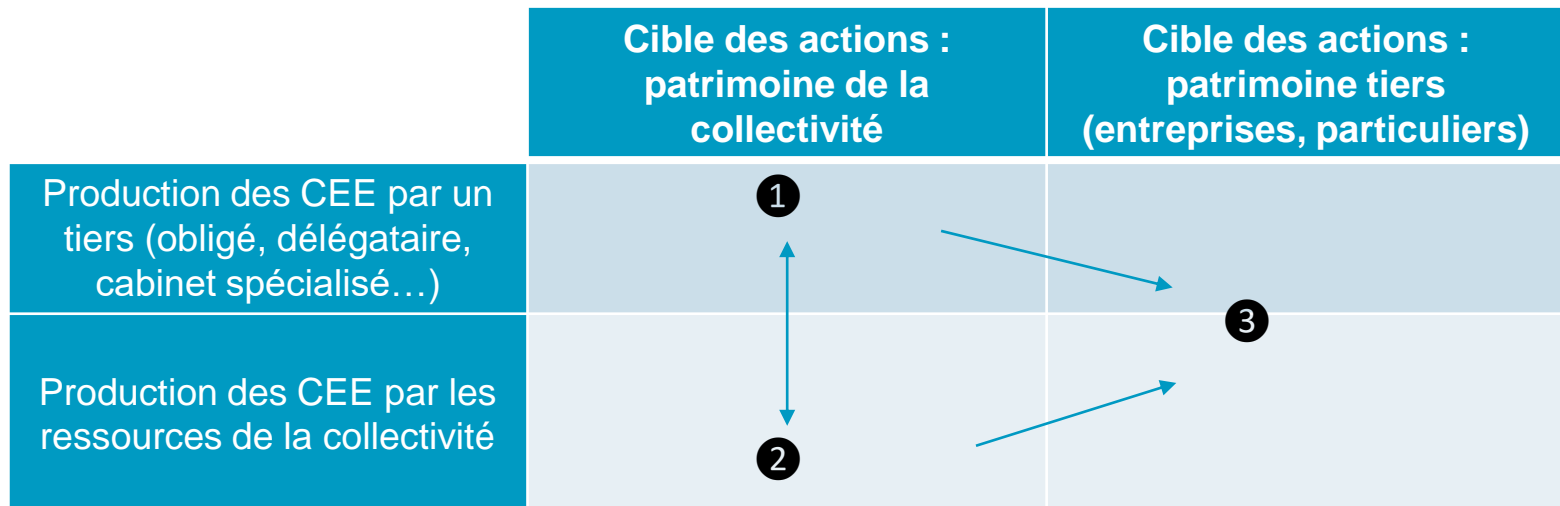 Cible des actions :
patrimoine de la
collectivité
Cible des actions :
patrimoine tiers
(entreprises, particuliers)
Production des CEE par un
tiers (obligé, délégataire,
cabinet spécialisé…)
❶
❸
Production des CEE par les
ressources de la collectivité
❷